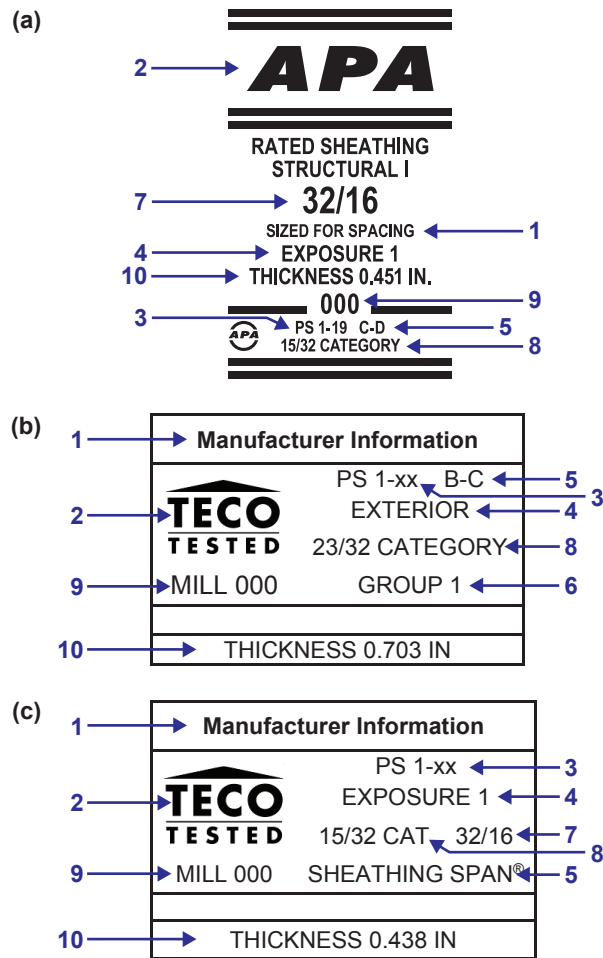 (a)
2 APA
RATED SHEATHING
STRUCTURAL I
7 32/16
SIZED FOR SPACING 1
4 EXPOSURE 1
10 THICKNESS 0.451 IN.
000 9
3 PS 1-19 C-D 5
APA 15/32 CATEGORY 8
(b)
1 Manufacturer Information
PS 1-xx B-C 5
3
2 TECO EXTERIOR 4
TESTED 23/32 CATEGORY 8
9 MILL 000 GROUP 1 6
10 THICKNESS 0.703 IN
(c)
1 Manufacturer Information
PS 1-xx 3
2 TECO EXPOSURE 1 4
TESTED 15/32 CAT 32/16 7
8
9 MILL 000 SHEATHING SPAN® 5
10 THICKNESS 0.438 IN